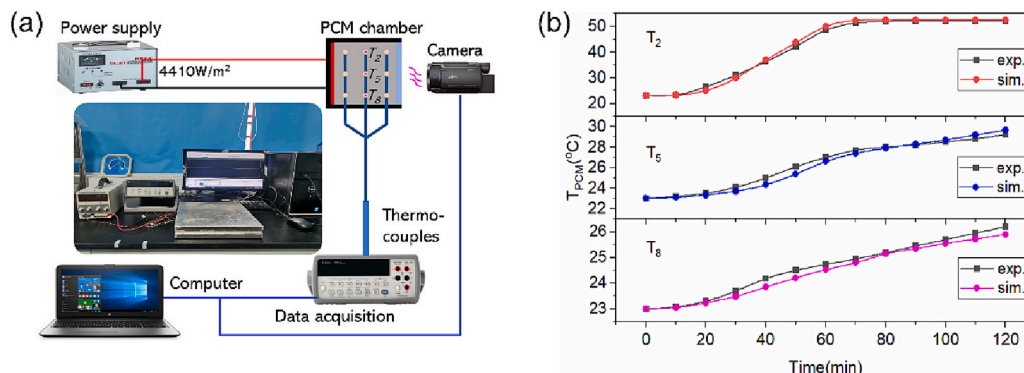 (a)
Power supply
PCM chamber
Camera
4410W/m²
T₂
T₅
T₈
Thermo-
couples
Computer
Data acquisition
(b)
T₂
50
40
30
20
exp.
sim.
T_PCM(°C)
T₅
30
28
26
24
22
exp.
sim.
T₈
26
25
24
23
exp.
sim.
0 20 40 60 80 100 120
Time(min)